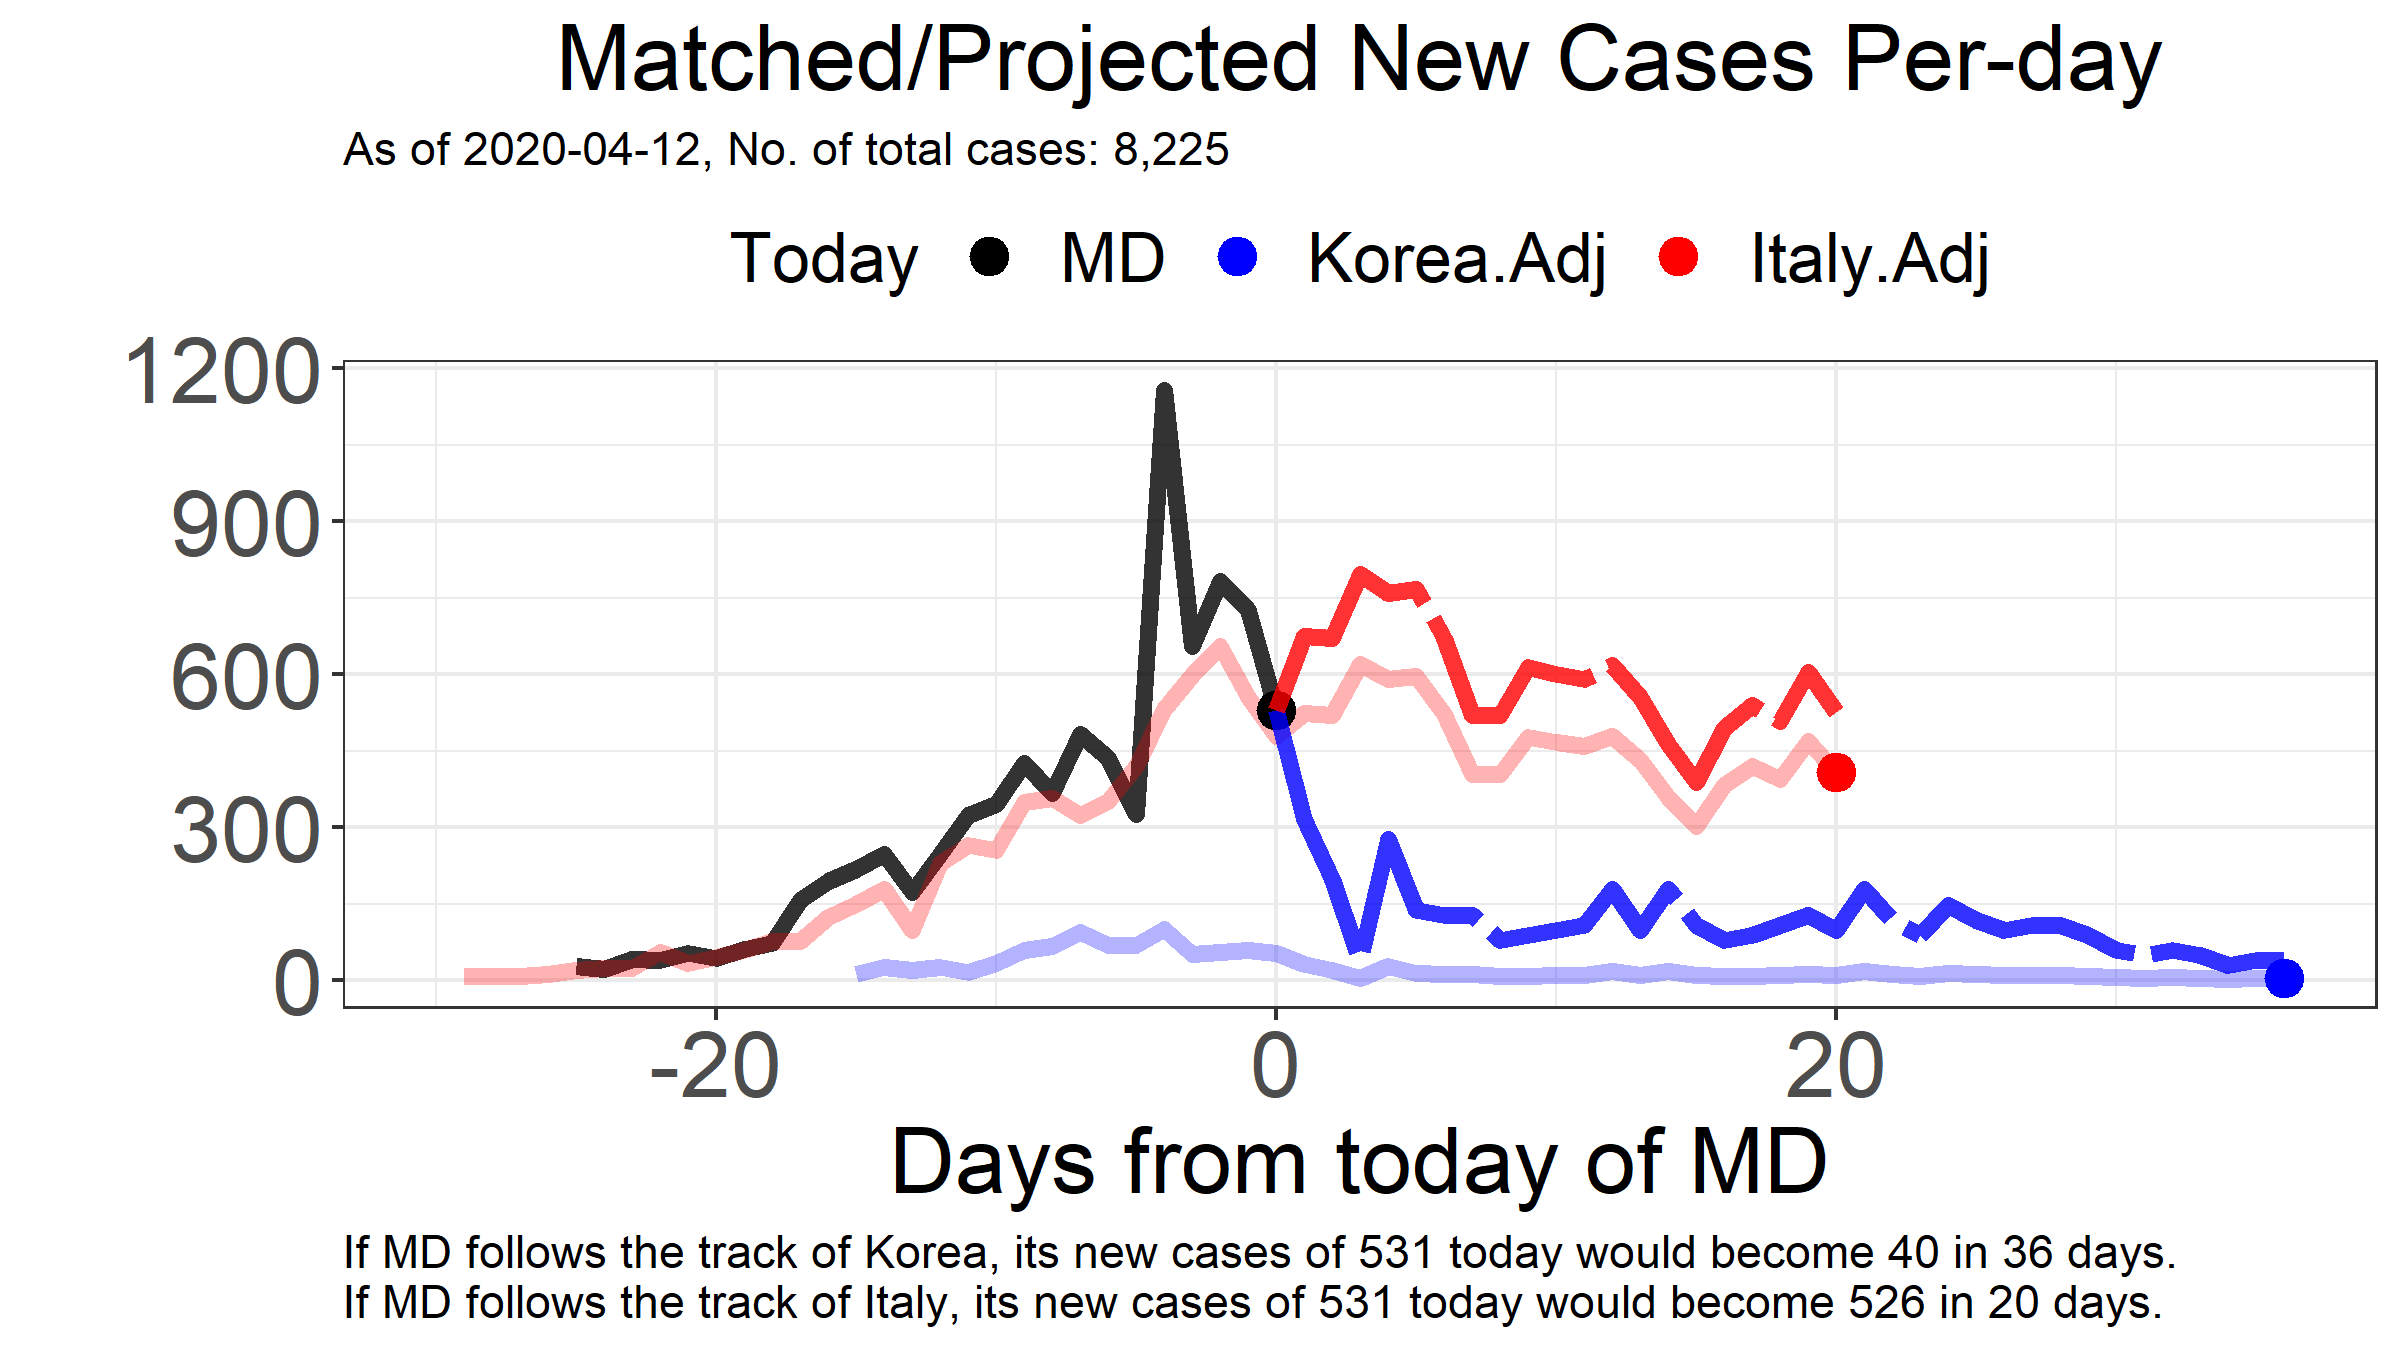 Matched/Projected New Cases Per-day
As of 2020-04-12, No. of total cases: 8,225
Today MD Korea.Adj Italy.Adj
1200
900
600
300
0
-20 0 20
Days from today of MD
If MD follows the track of Korea, its new cases of 531 today would become 40 in 36 days.
If MD follows the track of Italy, its new cases of 531 today would become 526 in 20 days.